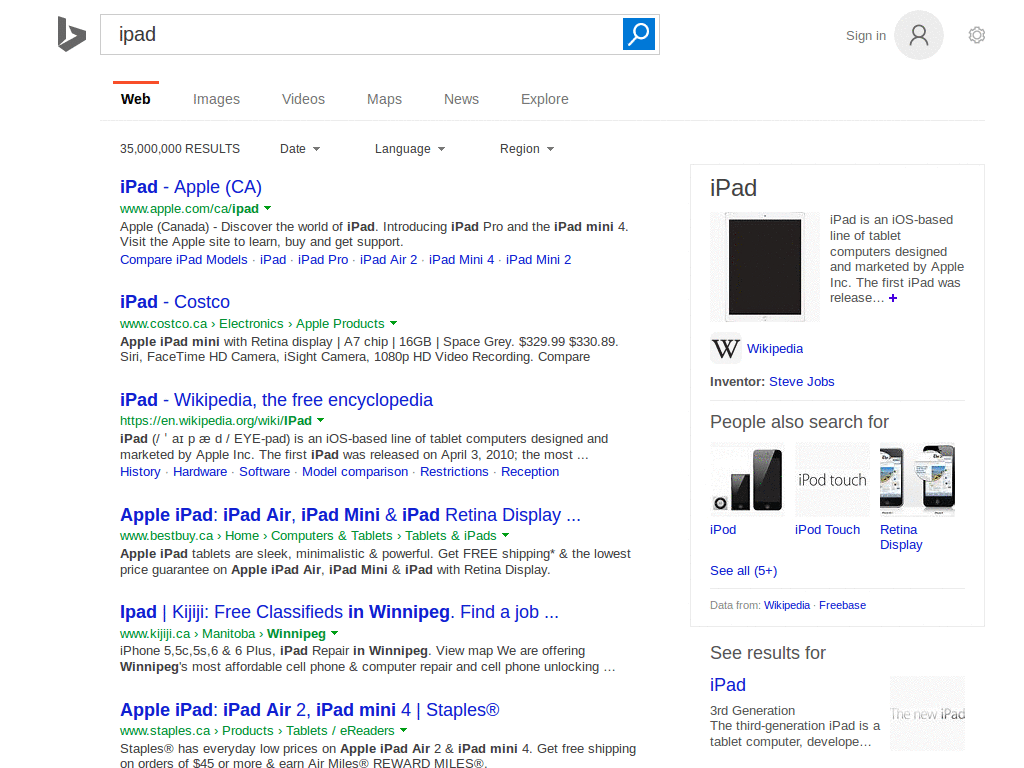 ipad
Sign in
Web Images Videos Maps News Explore
35,000,000 RESULTS Date Language Region
iPad - Apple (CA)
www.apple.com/ca/ipad
Apple (Canada) - Discover the world of iPad. Introducing iPad Pro and the iPad mini 4.
Visit the Apple site to learn, buy and get support.
Compare iPad Models · iPad · iPad Pro · iPad Air 2 · iPad Mini 4 · iPad Mini 2
iPad - Costco
www.costco.ca › Electronics › Apple Products
Apple iPad mini with Retina display | A7 chip | 16GB | Space Grey. $329.99 $330.89.
Siri, FaceTime HD Camera, iSight Camera, 1080p HD Video Recording. Compare
iPad - Wikipedia, the free encyclopedia
https://en.wikipedia.org/wiki/IPad
iPad (/ ˈ aɪ p æ d / EYE-pad) is an iOS-based line of tablet computers designed and
marketed by Apple Inc. The first iPad was released on April 3, 2010; the most ...
History · Hardware · Software · Model comparison · Restrictions · Reception
Apple iPad: iPad Air, iPad Mini & iPad Retina Display ...
www.bestbuy.ca › Home › Computers & Tablets › Tablets & iPads
Apple iPad tablets are sleek, minimalistic & powerful. Get FREE shipping* & the lowest
price guarantee on Apple iPad Air, iPad Mini & iPad with Retina Display.
Ipad | Kijiji: Free Classifieds in Winnipeg. Find a job ...
www.kijiji.ca › Manitoba › Winnipeg
iPhone 5,5c,5s,6 & 6 Plus, iPad Repair in Winnipeg. View map We are offering
Winnipeg's most affordable cell phone & computer repair and cell phone unlocking ...
Apple iPad: iPad Air 2, iPad mini 4 | Staples®
www.staples.ca › Products › Tablets / eReaders
Staples® has everyday low prices on Apple iPad Air 2 & iPad mini 4. Get free shipping
on orders of $45 or more & earn Air Miles® REWARD MILES®.
iPad
iPad is an iOS-based
line of tablet
computers designed
and marketed by Apple
Inc. The first iPad was
release...
W Wikipedia
Inventor: Steve Jobs
People also search for
iPod touch
iPod iPod Touch Retina
Display
See all (5+)
Data from: Wikipedia · Freebase
See results for
iPad
3rd Generation
The third-generation iPad is a
tablet computer, develope...
The new iPad